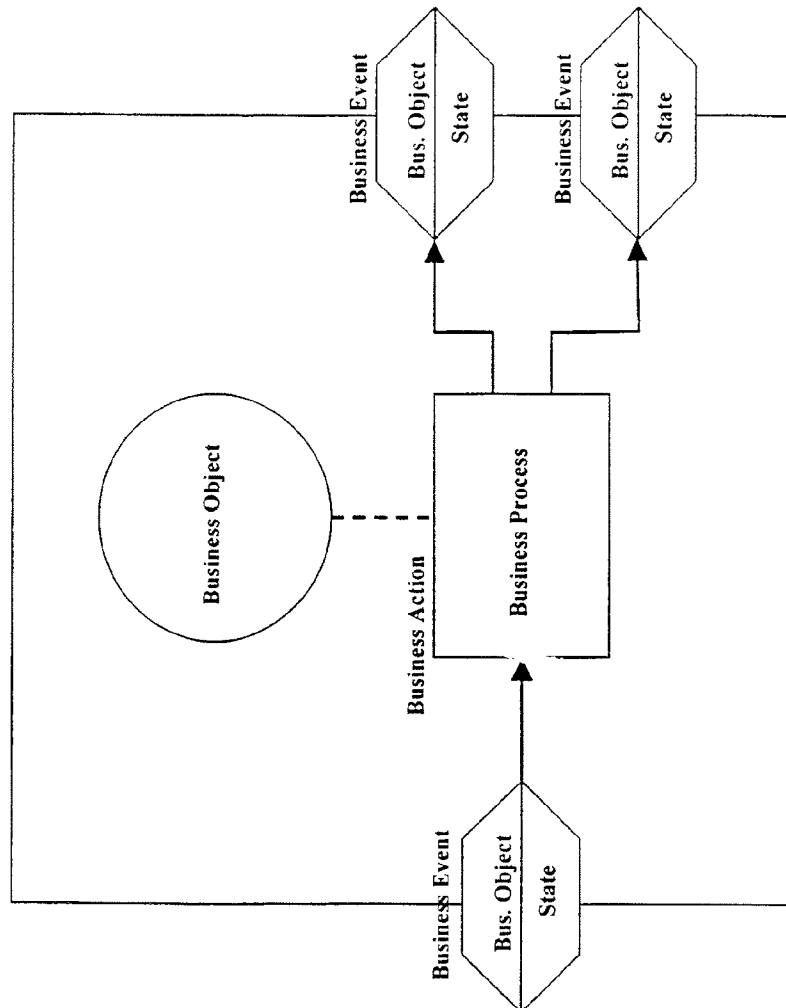 Business Event
Bus. Object
State
Business Object
Business Action
Business Process
Business Event
Bus. Object
State
Business Event
Bus. Object
State